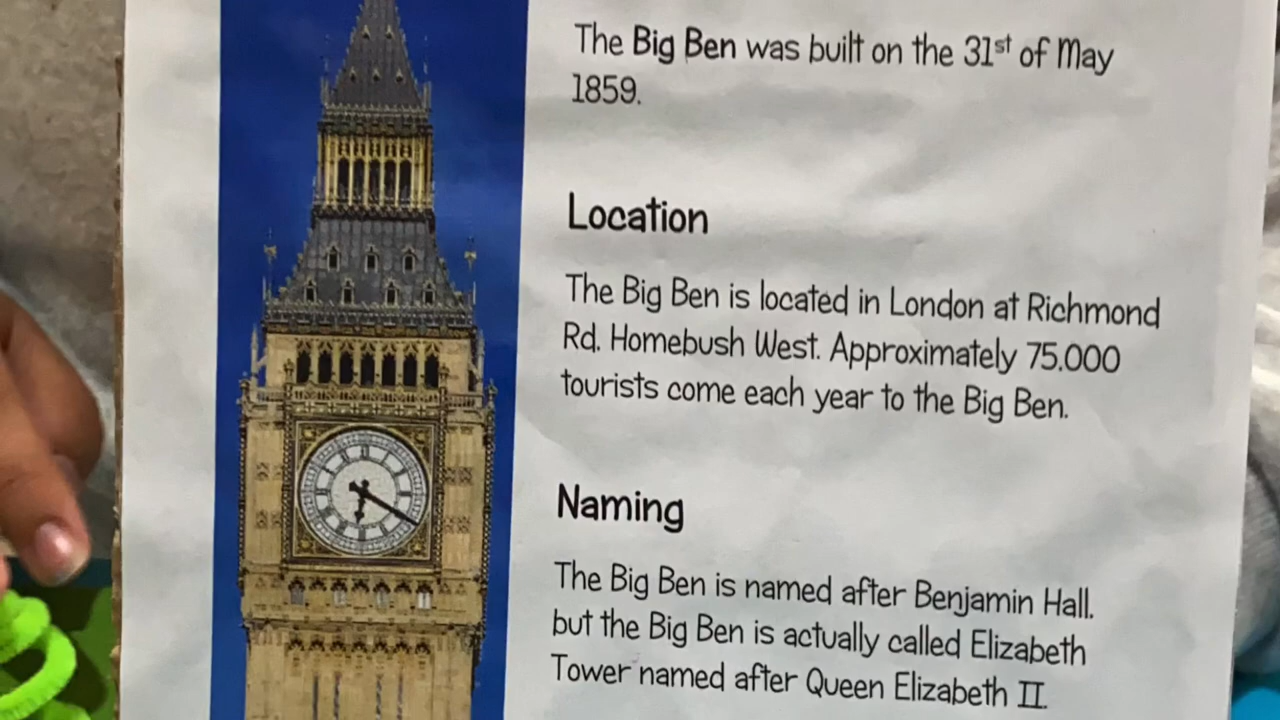 The Big Ben was built on the 31st of May
1859.
Location
The Big Ben is located in London at Richmond
Rd. Homebush West. Approximately 75.000
tourists come each year to the Big Ben.
Naming
The Big Ben is named after Benjamin Hall.
but the Big Ben is actually called Elizabeth
Tower named after Queen Elizabeth II.